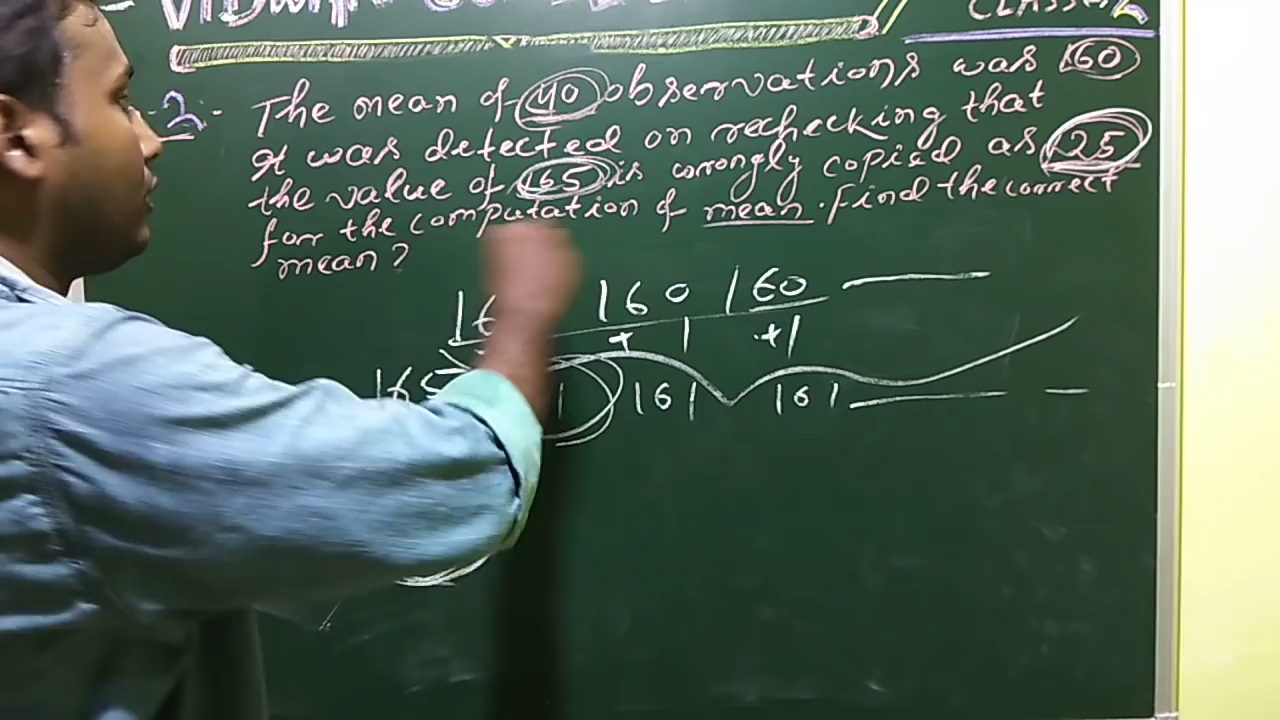 CLASSES
2. The mean of 40 observations was 160
It was detected on rechecking that
the value of 165 is wrongly copied as 125
for the computation of mean. Find the correct
mean?
160 160 ———
+1 +1
165 161 161 ——— —